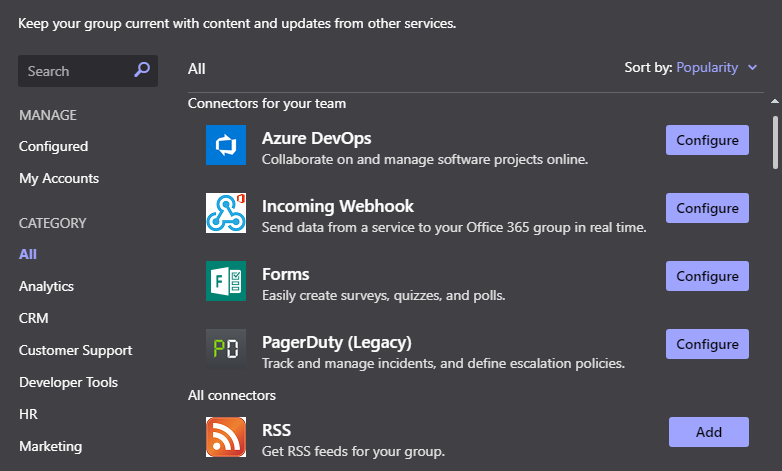 Keep your group current with content and updates from other services.
Search
All
Sort by: Popularity
MANAGE
Configured
My Accounts
CATEGORY
All
Analytics
CRM
Customer Support
Developer Tools
HR
Marketing
Connectors for your team
Azure DevOps
Collaborate on and manage software projects online.
Configure
Incoming Webhook
Send data from a service to your Office 365 group in real time.
Configure
F
Forms
Easily create surveys, quizzes, and polls.
Configure
PD
PagerDuty (Legacy)
Track and manage incidents, and define escalation policies.
Configure
All connectors
RSS
Get RSS feeds for your group.
Add